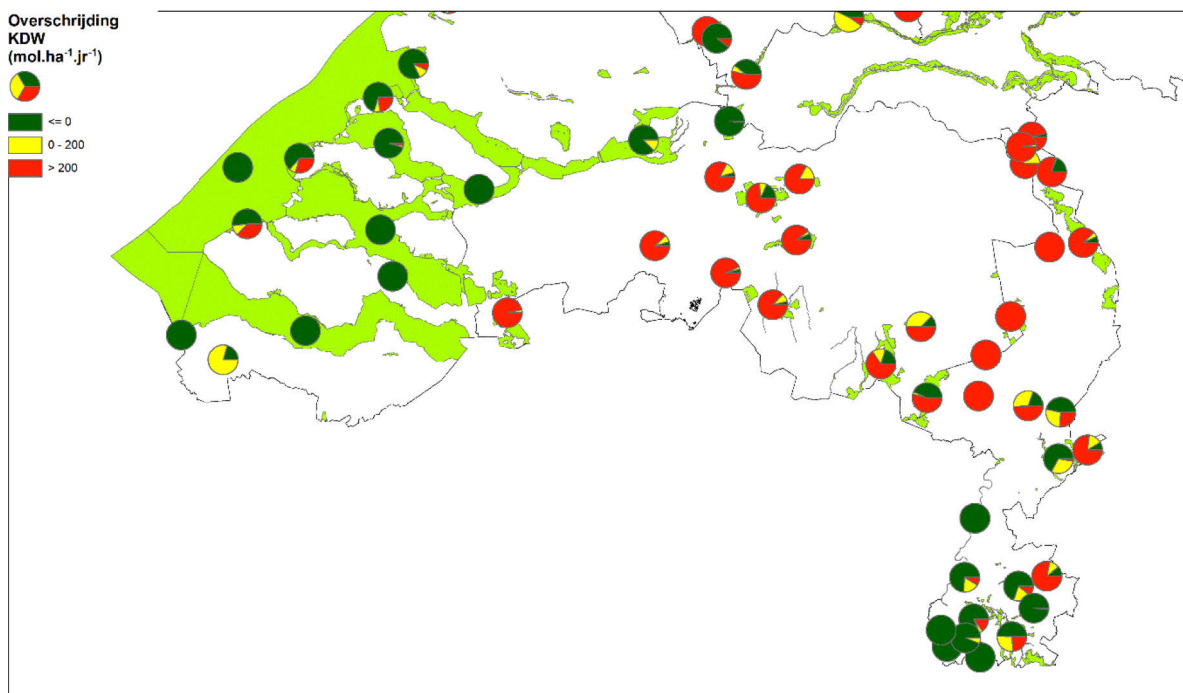 Overschrijding
KDW
(mol.ha⁻¹.jr⁻¹)
<= 0
0 - 200
> 200